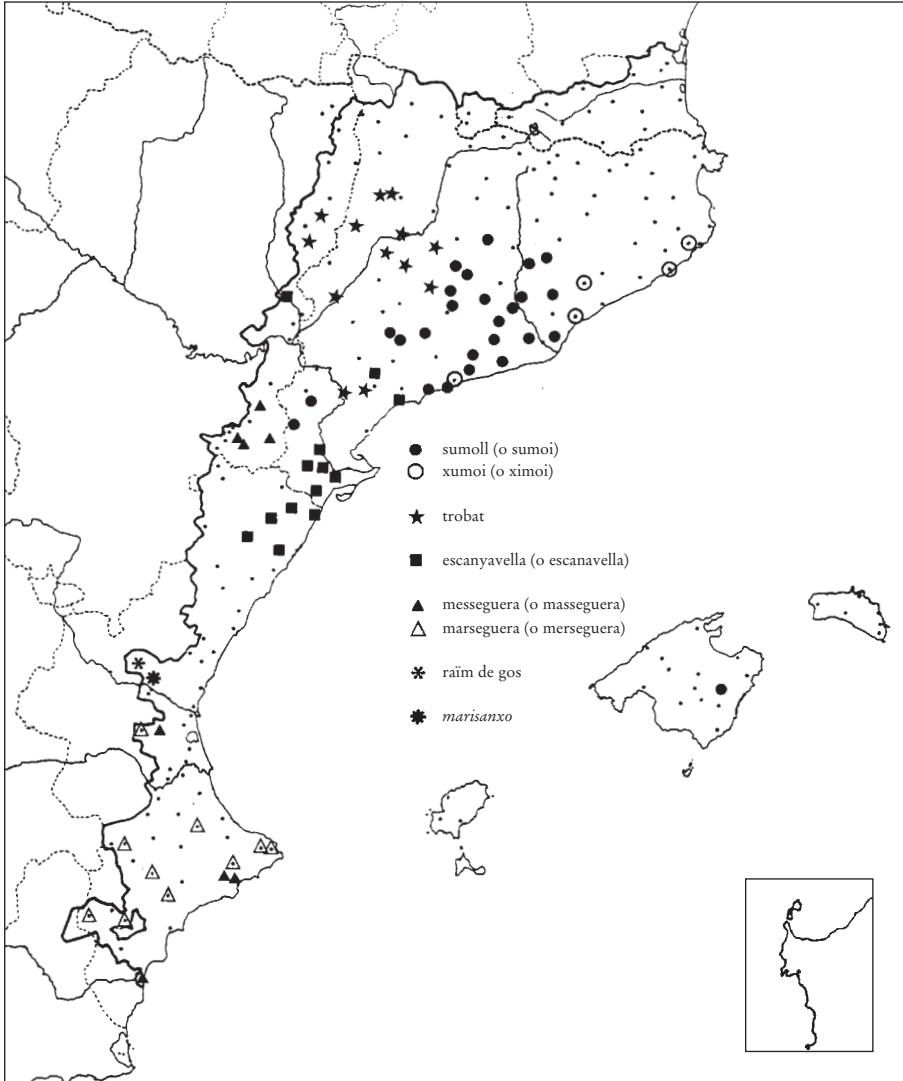 sumoll (o sumoi)
xumoi (o ximoi)
trobat
escanyavella (o escanavella)
messeguera (o masseguera)
marseguera (o merseguera)
raïm de gos
marisanxo